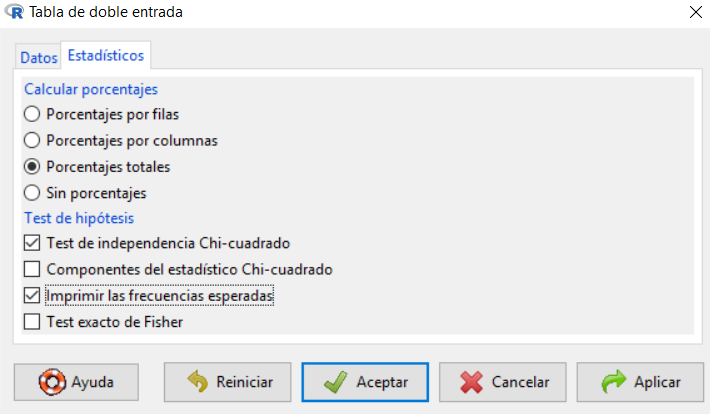 Tabla de doble entrada
Datos Estadísticos
Calcular porcentajes
Porcentajes por filas
Porcentajes por columnas
Porcentajes totales
Sin porcentajes
Test de hipótesis
Test de independencia Chi-cuadrado
Componentes del estadístico Chi-cuadrado
Imprimir las frecuencias esperadas
Test exacto de Fisher
Ayuda Reiniciar Aceptar Cancelar Aplicar